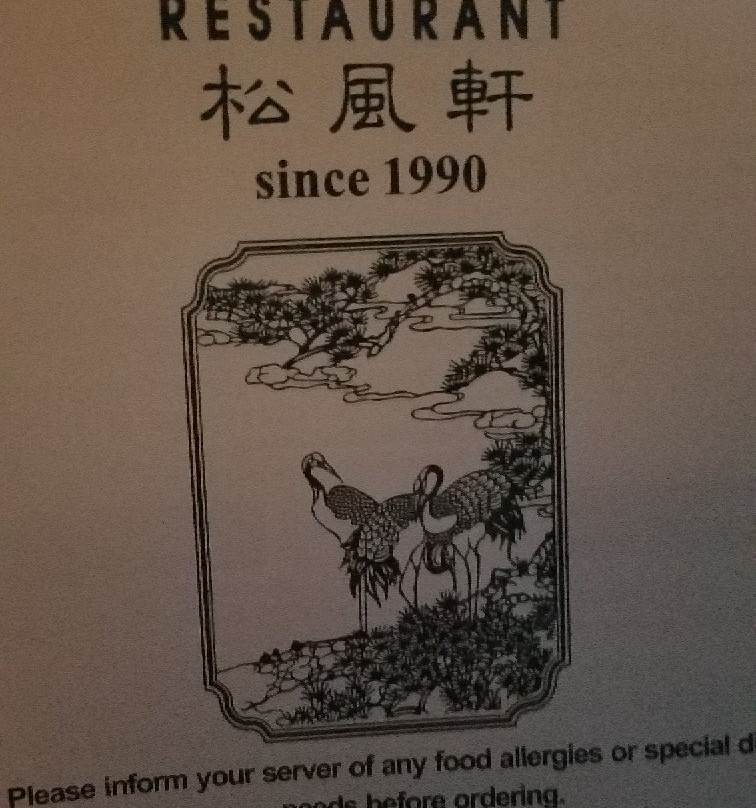 RESTAURANT
松風軒
since 1990
Please inform your server of any food allergies or special
needs before ordering.